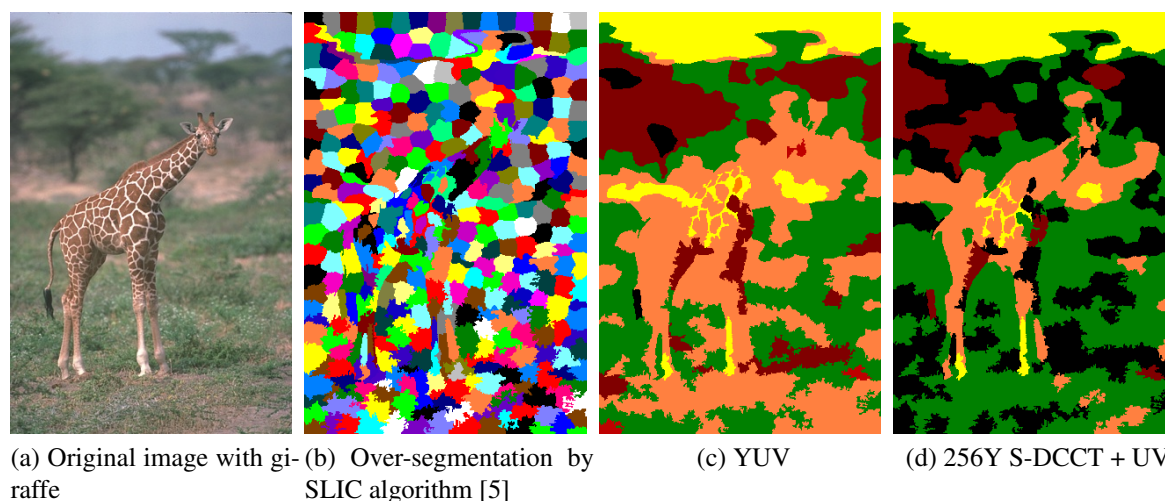 (a) Original image with gi-
raffe
(b) Over-segmentation by
SLIC algorithm [5]
(c) YUV
(d) 256Y S-DCCT + UV